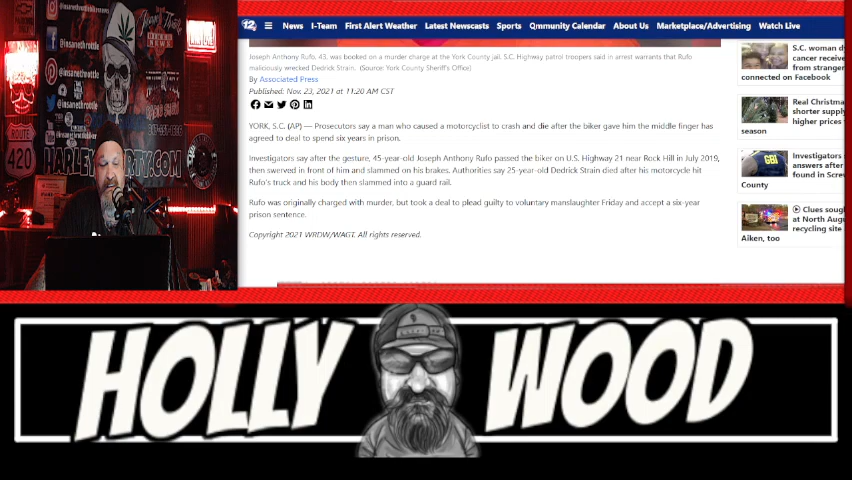 12 News I-Team First Alert Weather Latest Newscasts Sports Qmmunity Calendar About Us Marketplace/Advertising Watch Live
Joseph Anthony Rufo, 43, was booked on a murder charge at the York County jail. S.C. Highway patrol troopers said in arrest warrants that Rufo
maliciously wrecked Dedrick Strain. (Source: York County Sheriff's Office)
By Associated Press
Published: Nov. 23, 2021 at 11:20 AM CST
YORK, S.C. (AP) — Prosecutors say a man who caused a motorcyclist to crash and die after the biker gave him the middle finger has
agreed to deal to spend six years in prison.
Investigators say after the gesture, 45-year-old Joseph Anthony Rufo passed the biker on U.S. Highway 21 near Rock Hill in July 2019,
then swerved in front of him and slammed on his brakes. Authorities say 25-year-old Dedrick Strain died after his motorcycle hit
Rufo's truck and his body then slammed into a guard rail.
Rufo was originally charged with murder, but took a deal to plead guilty to voluntary manslaughter Friday and accept a six-year
prison sentence.
Copyright 2021 WRDW/WAGT. All rights reserved.
S.C. woman
cancer receive
from stranger
connected on Facebook
Real Christma
shorter supply
higher prices
season
Investigators
answers after
found in Scre
County
GBI
Clues soug
at North Aug
recycling site
Aiken, too
@insanethrottle
@insanethrottle
ROUTE
420
HOLLY WOOD